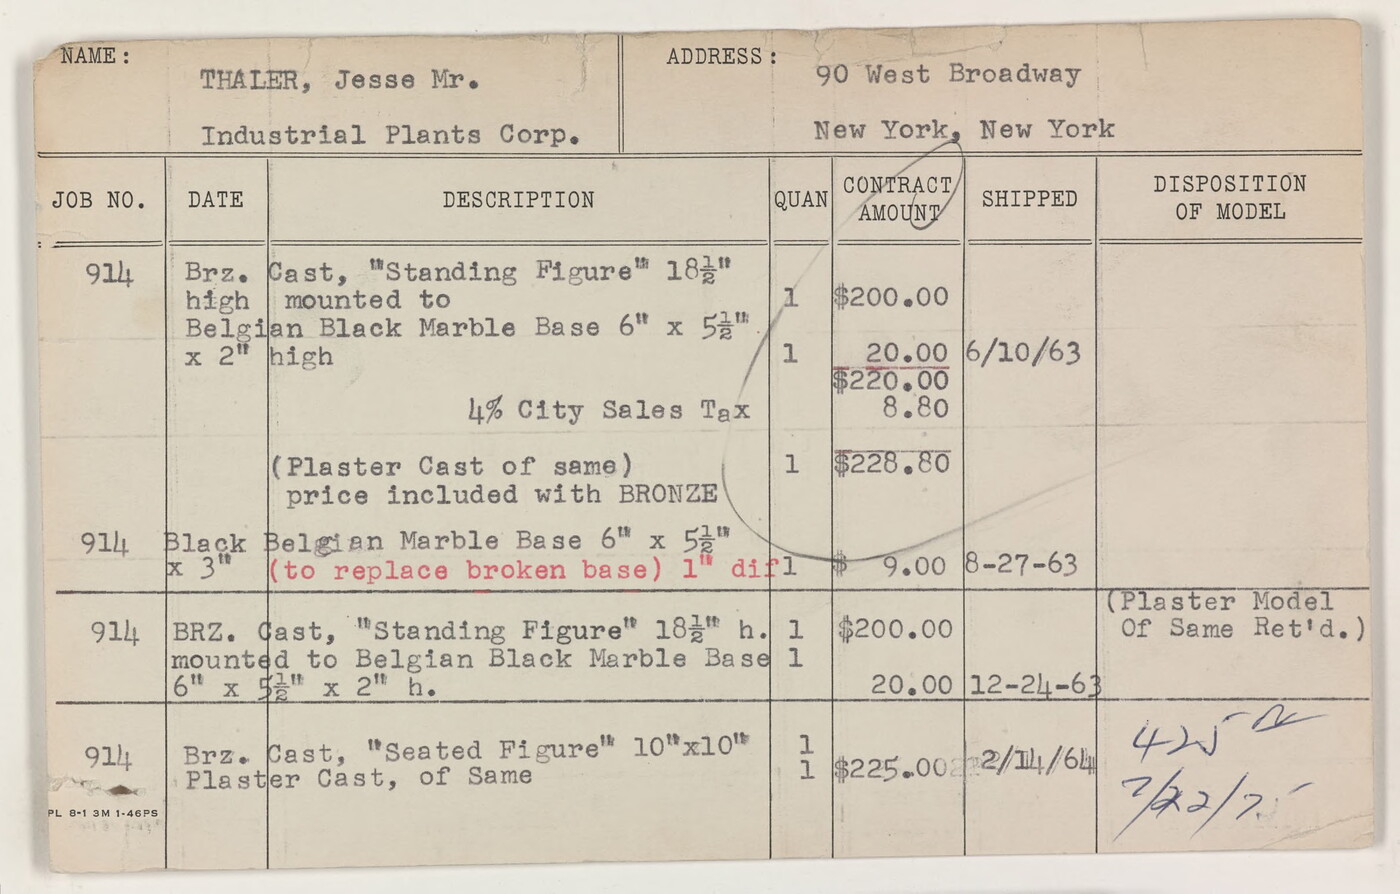 NAME: ADDRESS:
THALER, Jesse Mr. 90 West Broadway
Industrial Plants Corp. New York, New York
JOB NO. DATE DESCRIPTION QUAN CONTRACT AMOUNT SHIPPED DISPOSITION OF MODEL
914 Brz. Cast, "Standing Figure" 18½"
high mounted to 1 $200.00
Belgian Black Marble Base 6" x 5½"
x 2" high 1 20.00 6/10/63
$220.00
4% City Sales Tax 8.80
(Plaster Cast of same) 1 $228.80
price included with BRONZE
914 Black Belgian Marble Base 6" x 5½"
x 3" (to replace broken base) 1" dif 1 $ 9.00 8-27-63
(Plaster Model
Of Same Ret'd.)
914 BRZ. Cast, "Standing Figure" 18½" h. 1 $200.00
mounted to Belgian Black Marble Base 1
6" x 5½" x 2" h. 20.00 12-24-63
914 Brz. Cast, "Seated Figure" 10"x10" 1
Plaster Cast, of Same 1 $225.00 2/14/64
425
7/22/75
PL 8-1 3M 1-46PS